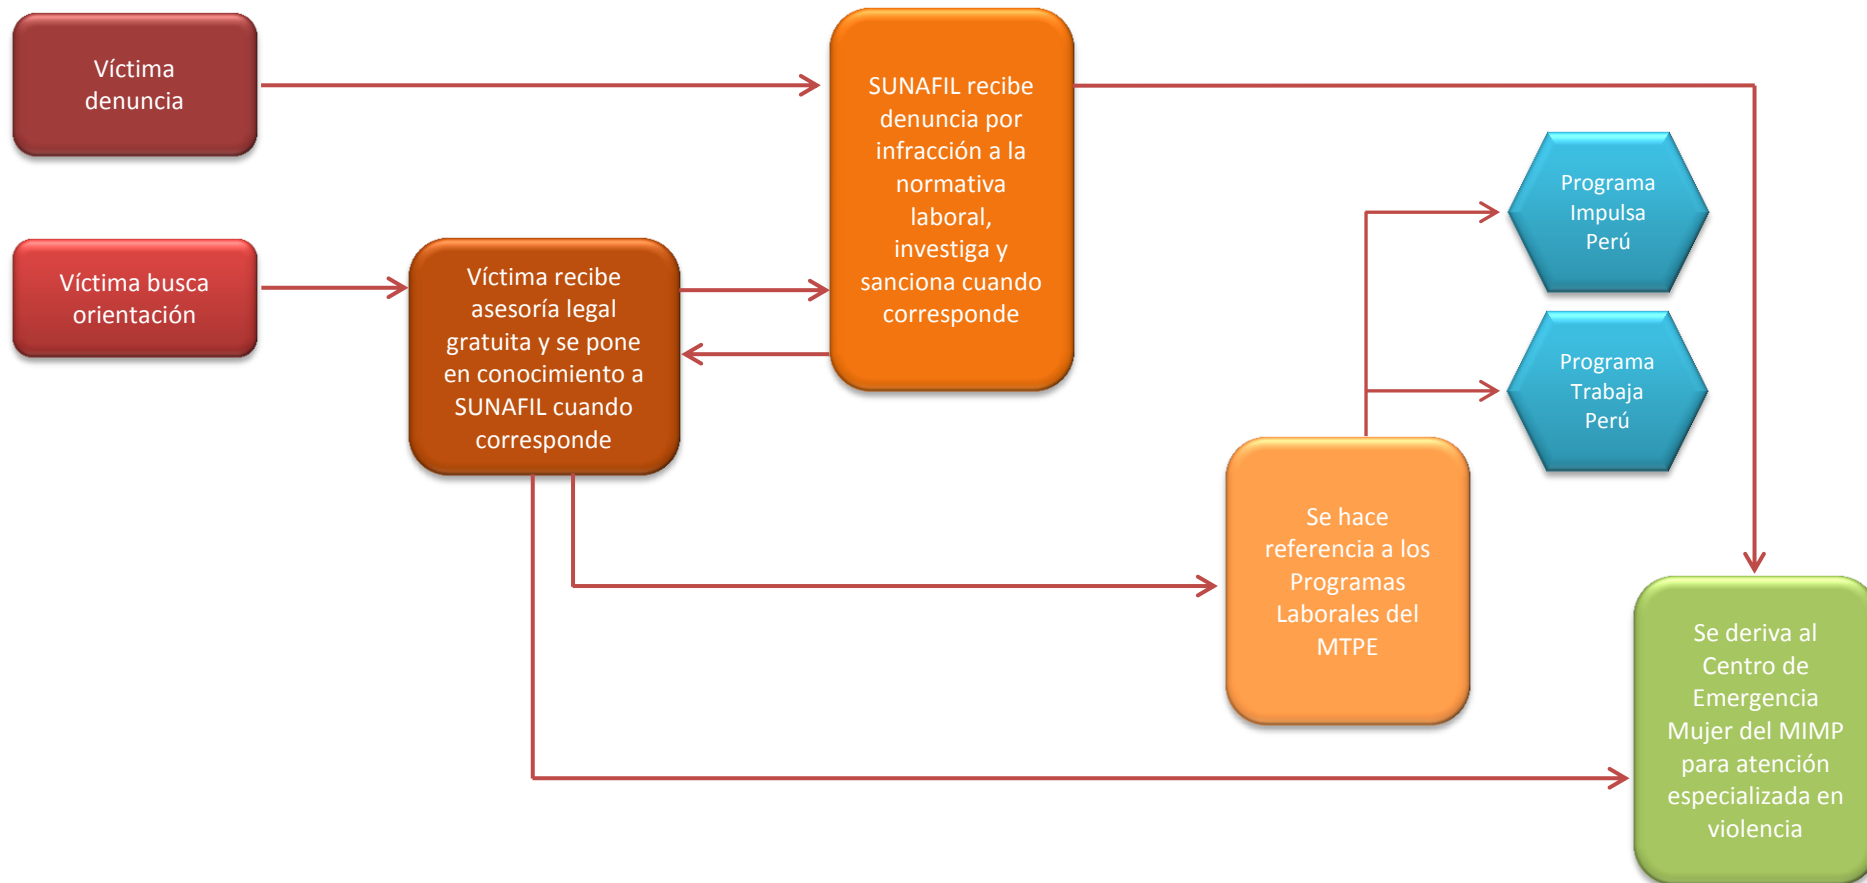 Víctima
denuncia
SUNAFIL recibe
denuncia por
infracción a la
normativa
laboral,
investiga y
sanciona cuando
corresponde
Programa
Impulsa
Perú
Víctima busca
orientación
Víctima recibe
asesoría legal
gratuita y se pone
en conocimiento a
SUNAFIL cuando
corresponde
Programa
Trabaja
Perú
Se hace
referencia a los
Programas
Laborales del
MTPE
Se deriva al
Centro de
Emergencia
Mujer del MIMP
para atención
especializada en
violencia